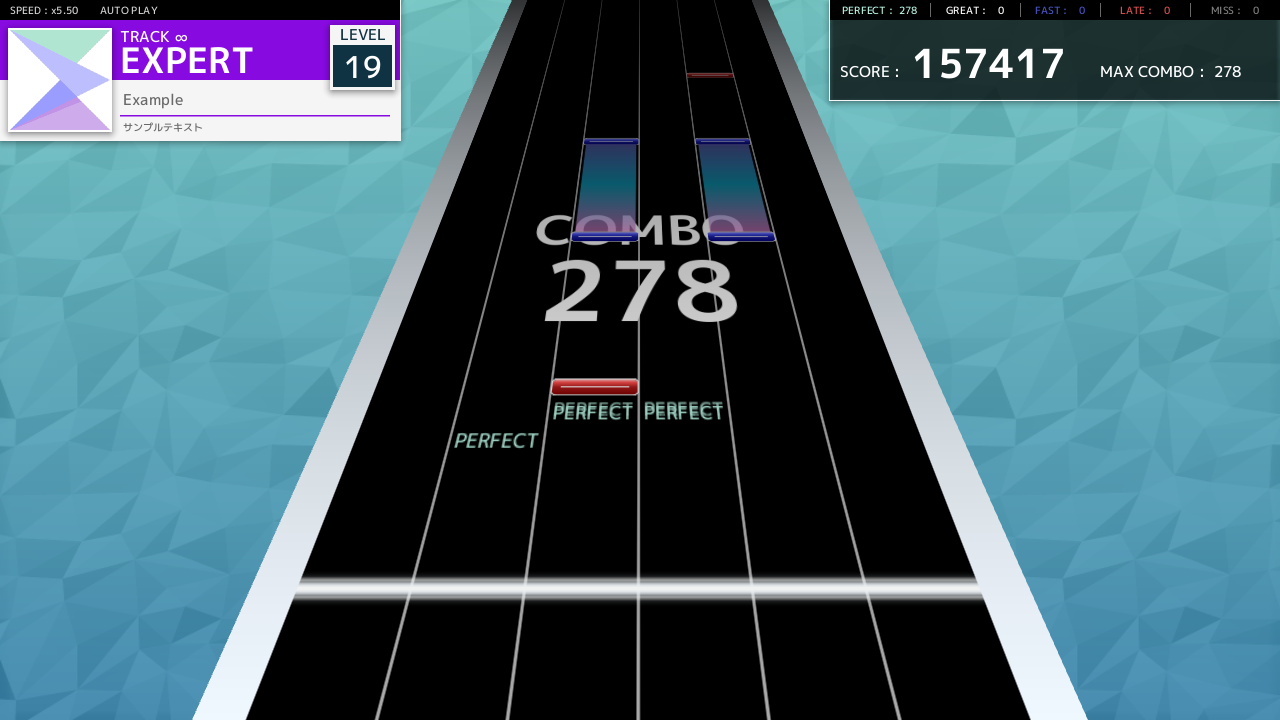 SPEED : x5.50 AUTO PLAY
TRACK ∞
EXPERT
LEVEL
19
Example
サンプルテキスト
PERFECT : 278 GREAT : 0 FAST : 0 LATE : 0 MISS : 0
SCORE : 157417 MAX COMBO : 278
COMBO
278
PERFECT PERFECT
PERFECT